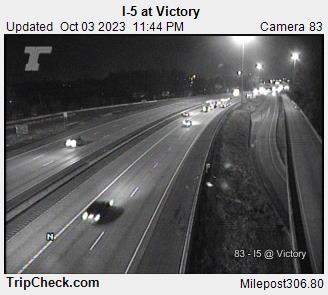 I-5 at Victory
Updated Oct 03 2023 11:44 PM Camera 83
T
N
83 - I5 @ Victory
TripCheck.com Milepost306.80